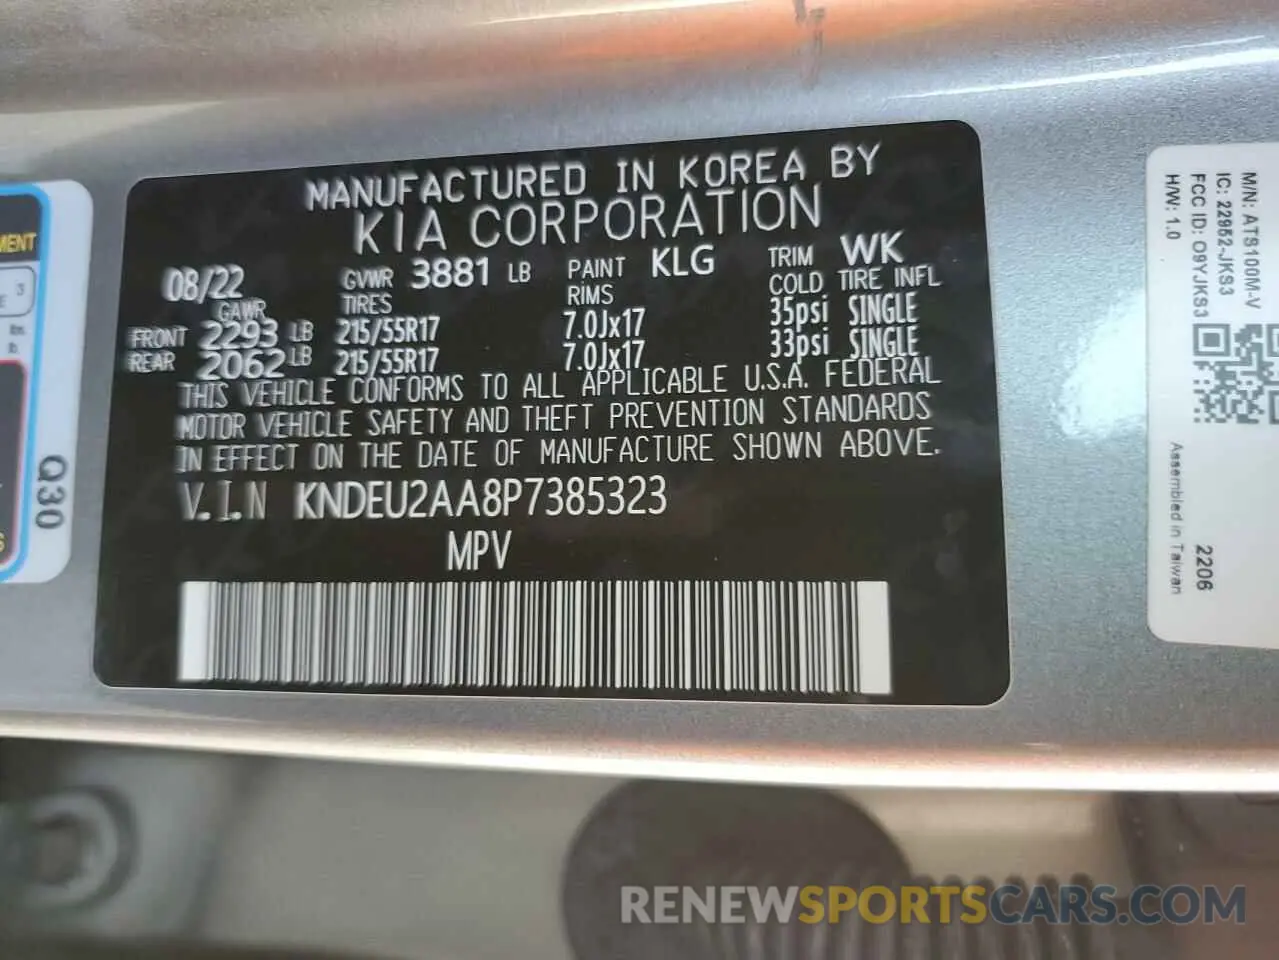 MANUFACTURED IN KOREA BY
KIA CORPORATION
08/22 GVWR 3881 LB PAINT KLG TRIM WK
GAWR TIRES RIMS COLD TIRE INFL
FRONT 2293 LB 215/55R17 7.0Jx17 35psi SINGLE
REAR 2062 LB 215/55R17 7.0Jx17 33psi SINGLE
THIS VEHICLE CONFORMS TO ALL APPLICABLE U.S.A. FEDERAL
MOTOR VEHICLE SAFETY AND THEFT PREVENTION STANDARDS
IN EFFECT ON THE DATE OF MANUFACTURE SHOWN ABOVE.
V.I.N KNDEU2AA8P7385323
MPV
Q30
3
M/N: ATS100M-V
IC: 22952-JKS3
FCC ID: O9YJKS3
H/W: 1.0
Assembled in Taiwan
2206
RENEWSPORTSCARS.COM